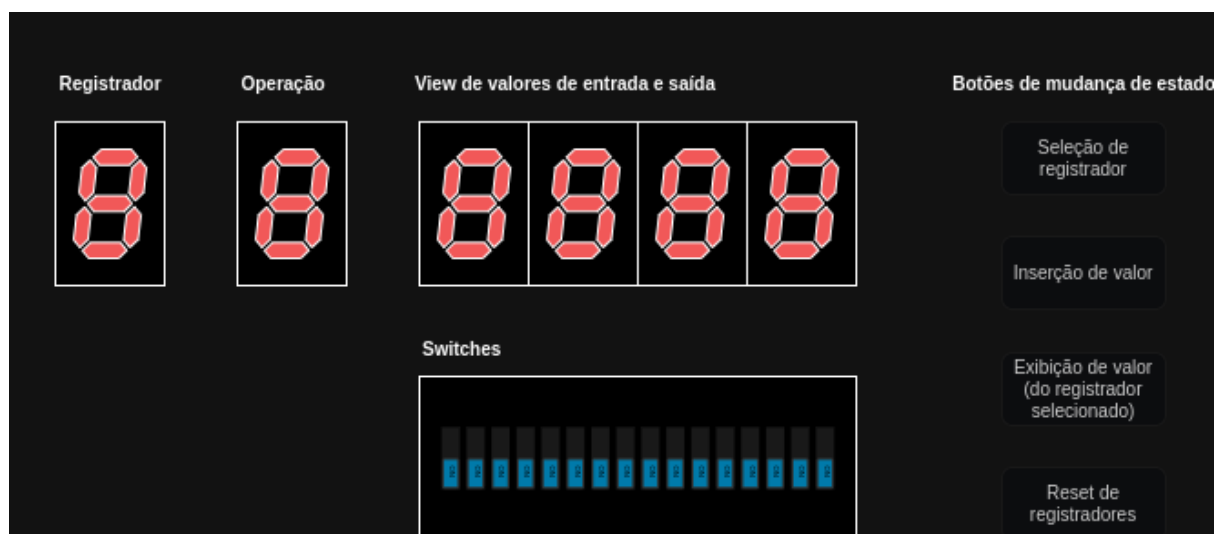 Registrador
Operação
View de valores de entrada e saída
Botões de mudança de estado
Seleção de
registrador
Inserção de valor
Switches
Exibição de valor
(do registrador
selecionado)
Reset de
registradores